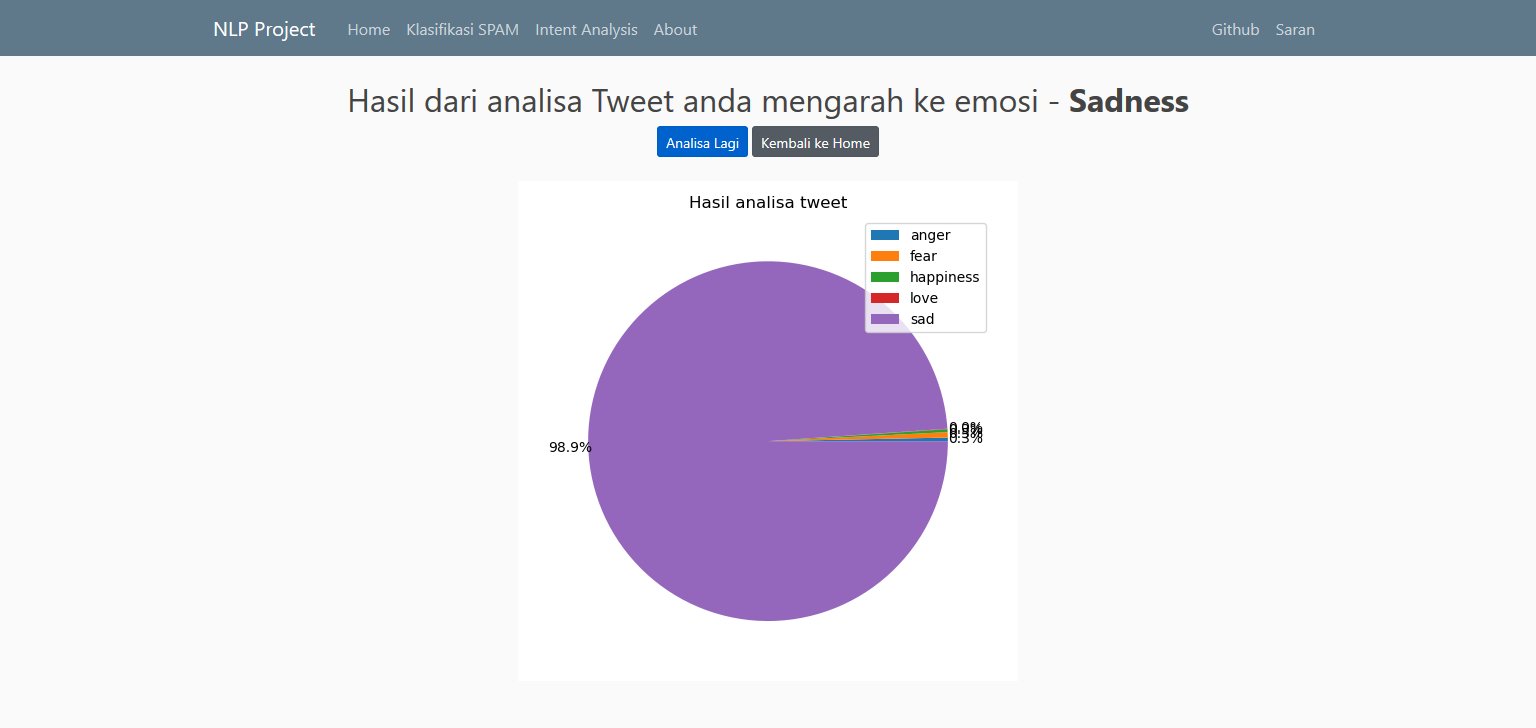 NLP Project Home Klasifikasi SPAM Intent Analysis About Github Saran
Hasil dari analisa Tweet anda mengarah ke emosi - Sadness
Analisa Lagi Kembali ke Home
Hasil analisa tweet
anger
fear
happiness
love
sad
0.0%
0.3%
98.9%